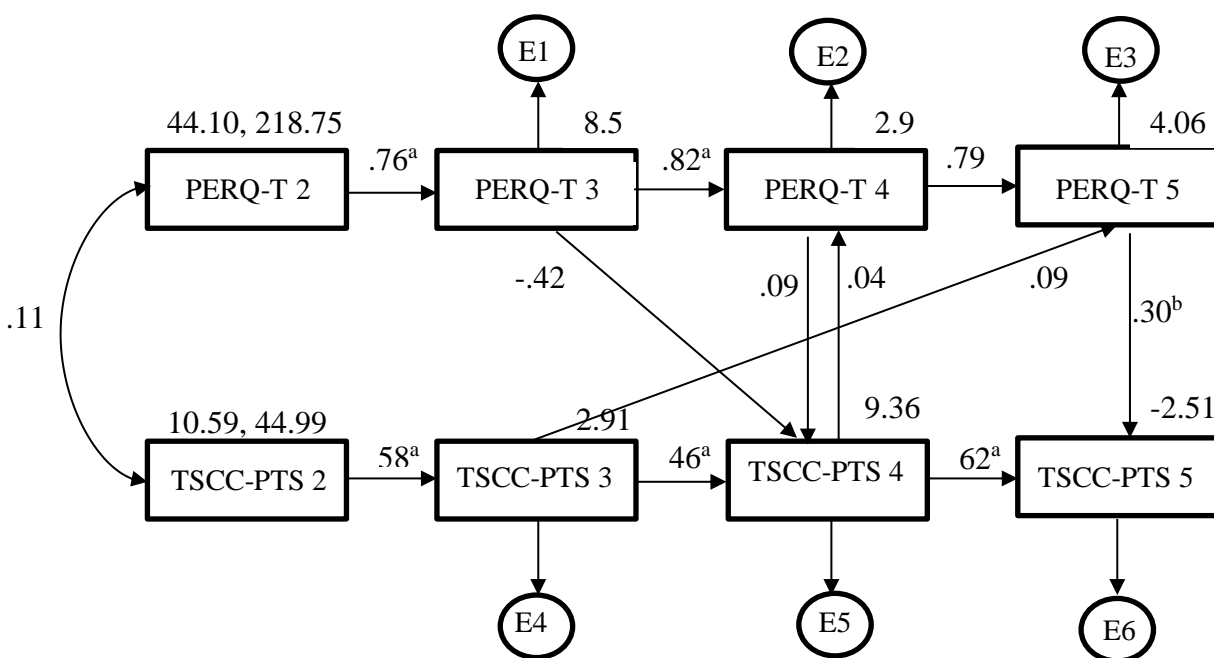 E1 E2 E3
44.10, 218.75 8.5 2.9 4.06
.76ᵃ .82ᵃ .79
PERQ-T 2 PERQ-T 3 PERQ-T 4 PERQ-T 5
-.42 .09 .04 .09
.11 .30ᵇ
10.59, 44.99 2.91 9.36 -2.51
58ᵃ 46ᵃ 62ᵃ
TSCC-PTS 2 TSCC-PTS 3 TSCC-PTS 4 TSCC-PTS 5
E4 E5 E6